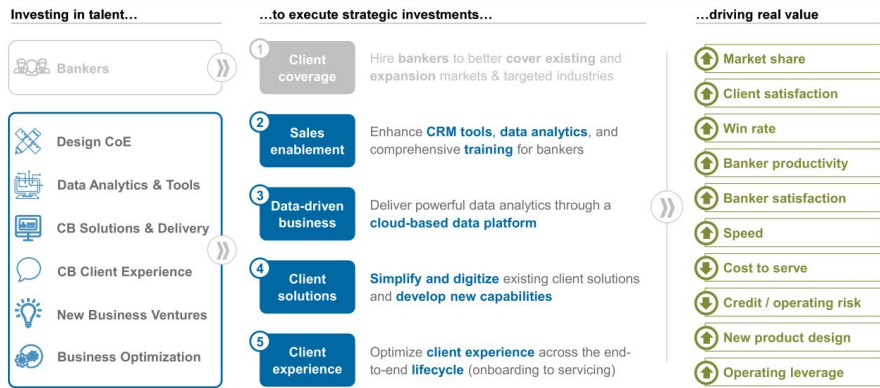 Investing in talent…
…to execute strategic investments…
…driving real value
Bankers
Design CoE
Data Analytics & Tools
CB Solutions & Delivery
CB Client Experience
New Business Ventures
Business Optimization
1
Client
coverage
Hire bankers to better cover existing and
expansion markets & targeted industries
2
Sales
enablement
Enhance CRM tools, data analytics, and
comprehensive training for bankers
3
Data-driven
business
Deliver powerful data analytics through a
cloud-based data platform
4
Client
solutions
Simplify and digitize existing client solutions
and develop new capabilities
5
Client
experience
Optimize client experience across the end-
to-end lifecycle (onboarding to servicing)
Market share
Client satisfaction
Win rate
Banker productivity
Banker satisfaction
Speed
Cost to serve
Credit / operating risk
New product design
Operating leverage